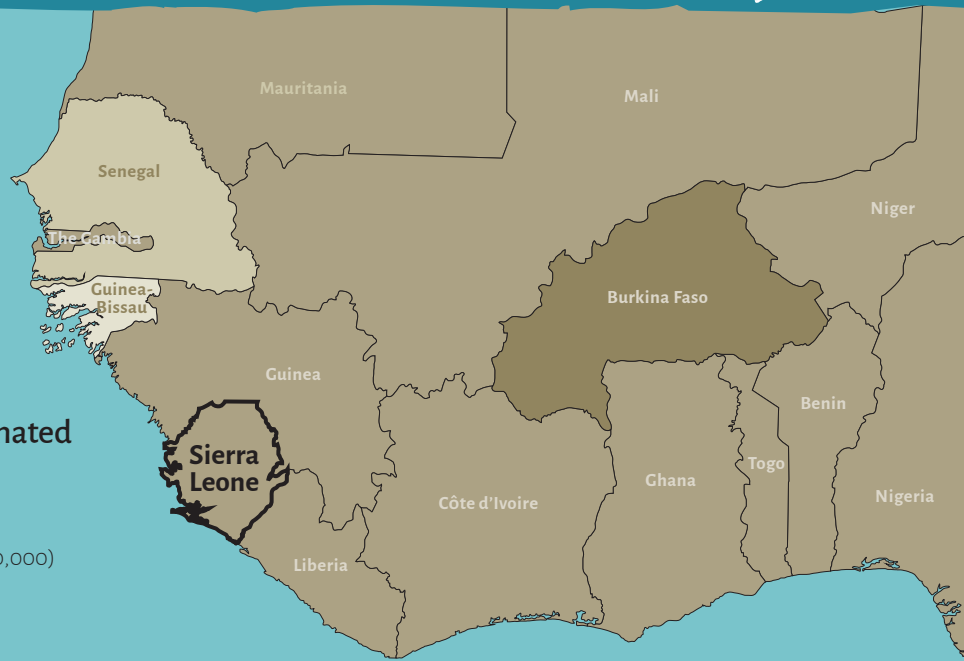 Mauritania
Mali
Senegal
Niger
The Gambia
Guinea-
Bissau
Burkina Faso
Guinea
Benin
nated
Sierra
Leone
Togo
Ghana
Côte d'Ivoire
Nigeria
0,000)
Liberia